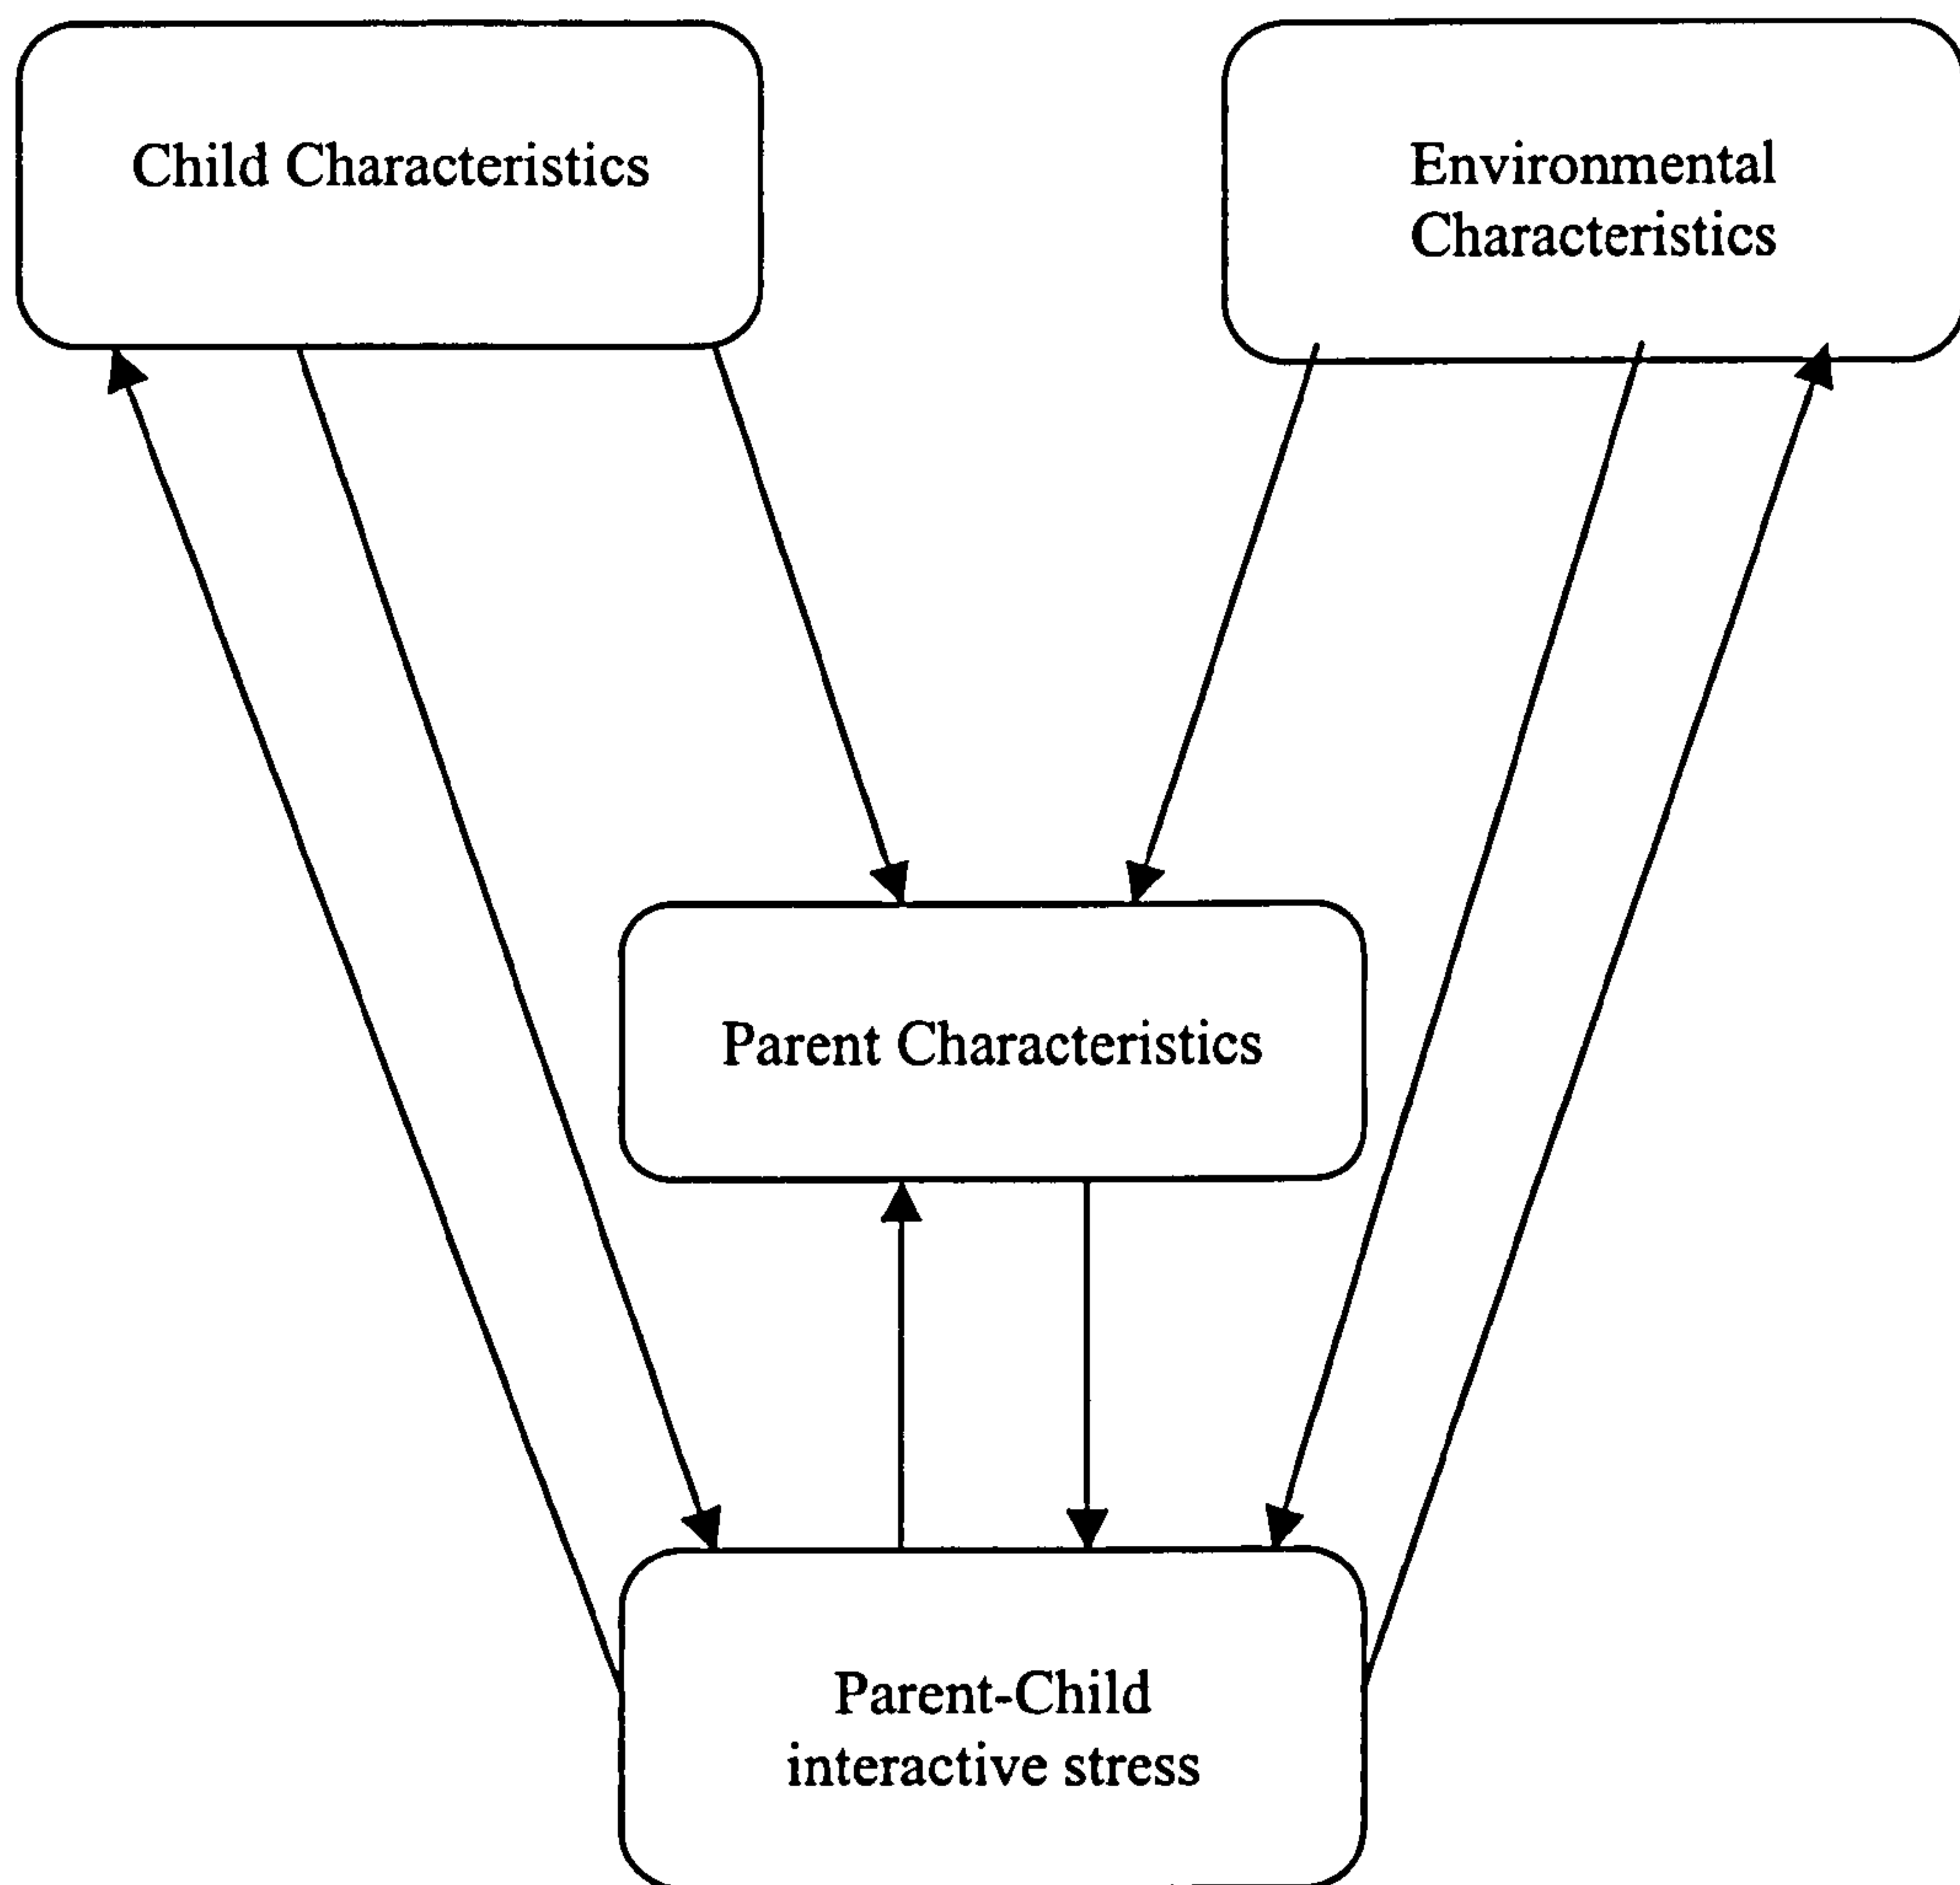 Child Characteristics
Environmental
Characteristics
Parent Characteristics
Parent-Child
interactive stress